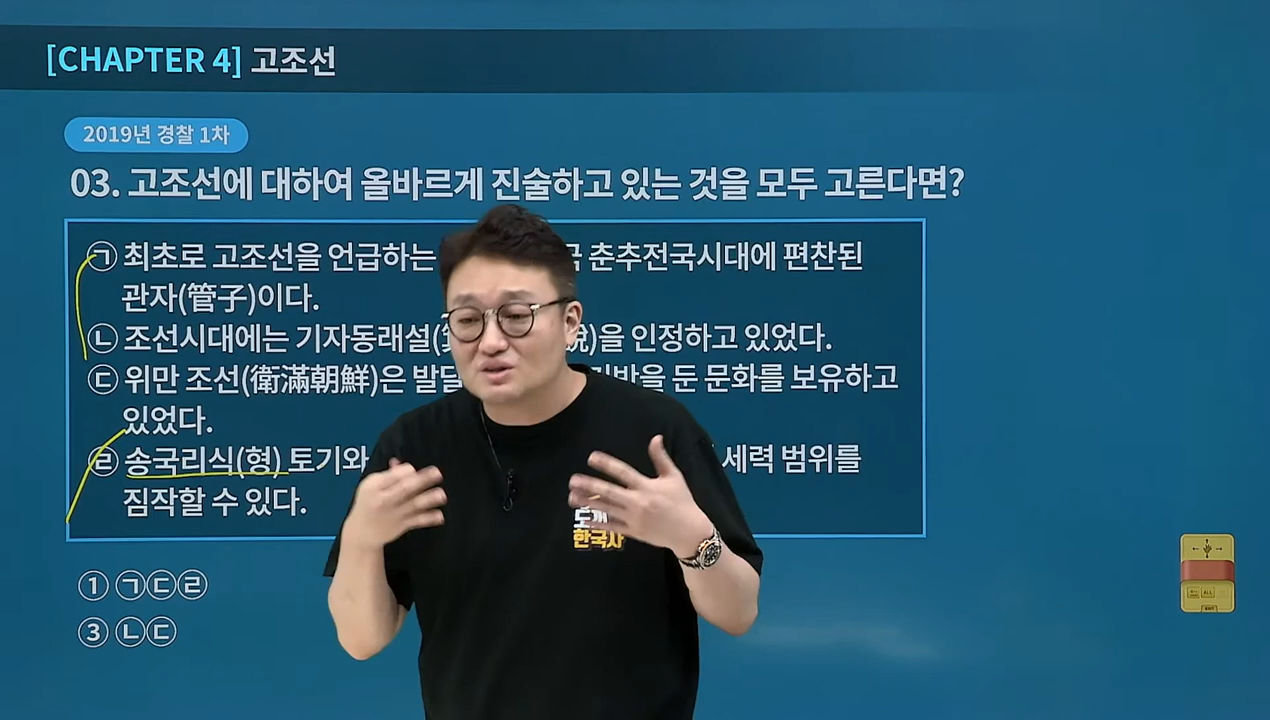 [CHAPTER 4] 고조선
2019년 경찰 1차
03. 고조선에 대하여 올바르게 진술하고 있는 것을 모두 고른다면?
㉠ 최초로 고조선을 언급하는 춘추전국시대에 편찬된
관자(管子)이다.
㉡ 조선시대에는 기자동래설( 說)을 인정하고 있었다.
㉢ 위만 조선(衛滿朝鮮)은 발달 기반을 둔 문화를 보유하고
있었다.
㉣ 송국리식(형) 토기와 세력 범위를
짐작할 수 있다.
도끼
한국사
① ㉠㉢㉣
③ ㉡㉢
ALL
EXIT